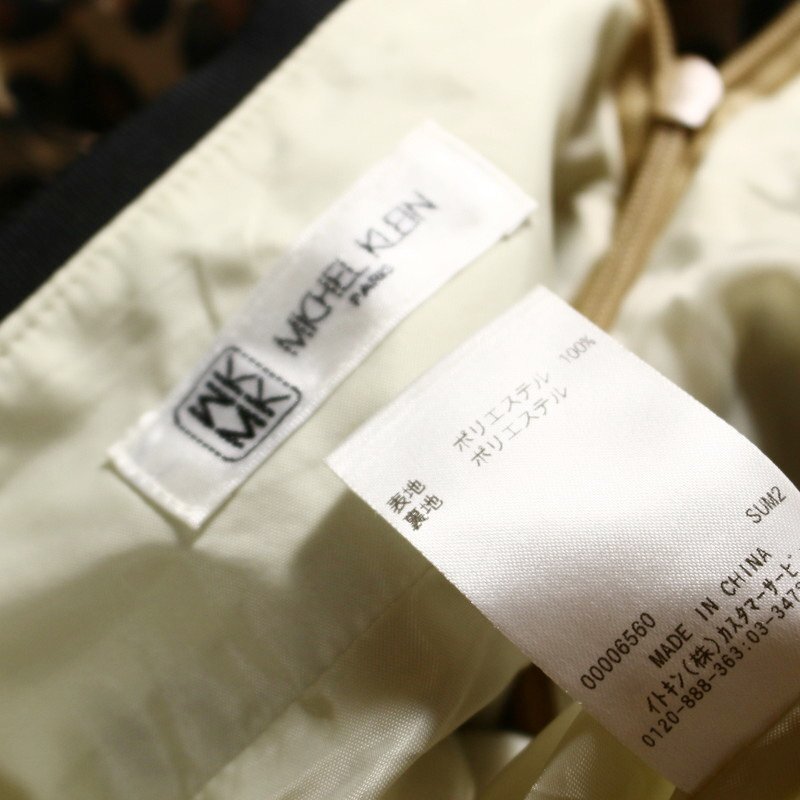 MICHEL KLEIN
PARIS
MK
MK
表地 ポリエステル 100%
裏地 ポリエステル
SUM2
00006560
MADE IN CHINA
イトキン(株)カスタマーサービ
0120-888-363:03-3478